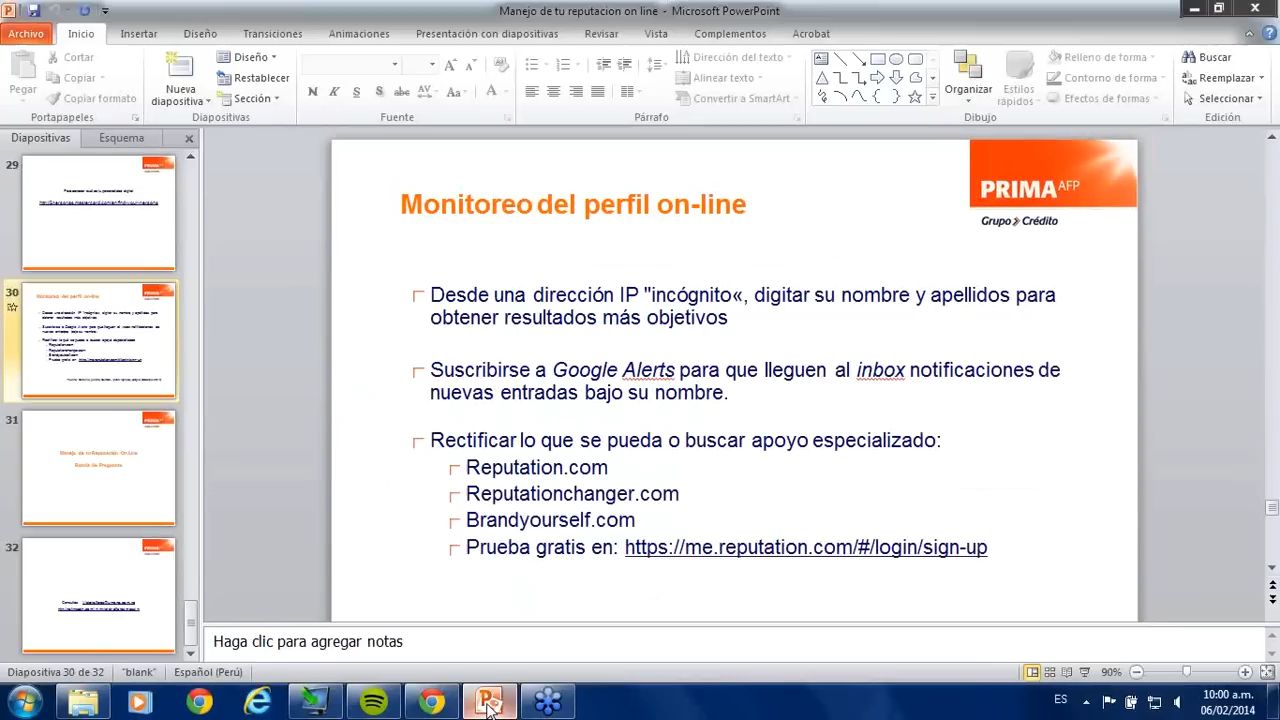 Manejo de tu reputacion on line - Microsoft PowerPoint
Archivo Inicio Insertar Diseño Transiciones Animaciones Presentación con diapositivas Revisar Vista Complementos Acrobat
Pegar
Cortar
Copiar
Copiar formato
Portapapeles
Nueva
diapositiva
Diseño
Restablecer
Sección
Diapositivas
Fuente
Dirección del texto
Alinear texto
Convertir a SmartArt
Párrafo
Organizar
Estilos
rápidos
Relleno de forma
Contorno de forma
Efectos de formas
Dibujo
Buscar
Reemplazar
Seleccionar
Edición
Diapositivas Esquema
29
30
31
32
PRIMA AFP
Grupo Crédito
Monitoreo del perfil on-line
Desde una dirección IP "incógnito«, digitar su nombre y apellidos para
obtener resultados más objetivos
Suscribirse a Google Alerts para que lleguen al inbox notificaciones de
nuevas entradas bajo su nombre.
Rectificar lo que se pueda o buscar apoyo especializado:
Reputation.com
Reputationchanger.com
Brandyourself.com
Prueba gratis en: https://me.reputation.com/#/login/sign-up
Haga clic para agregar notas
Diapositiva 30 de 32 "blank" Español (Perú) 90%
ES 10:00 a.m.
06/02/2014